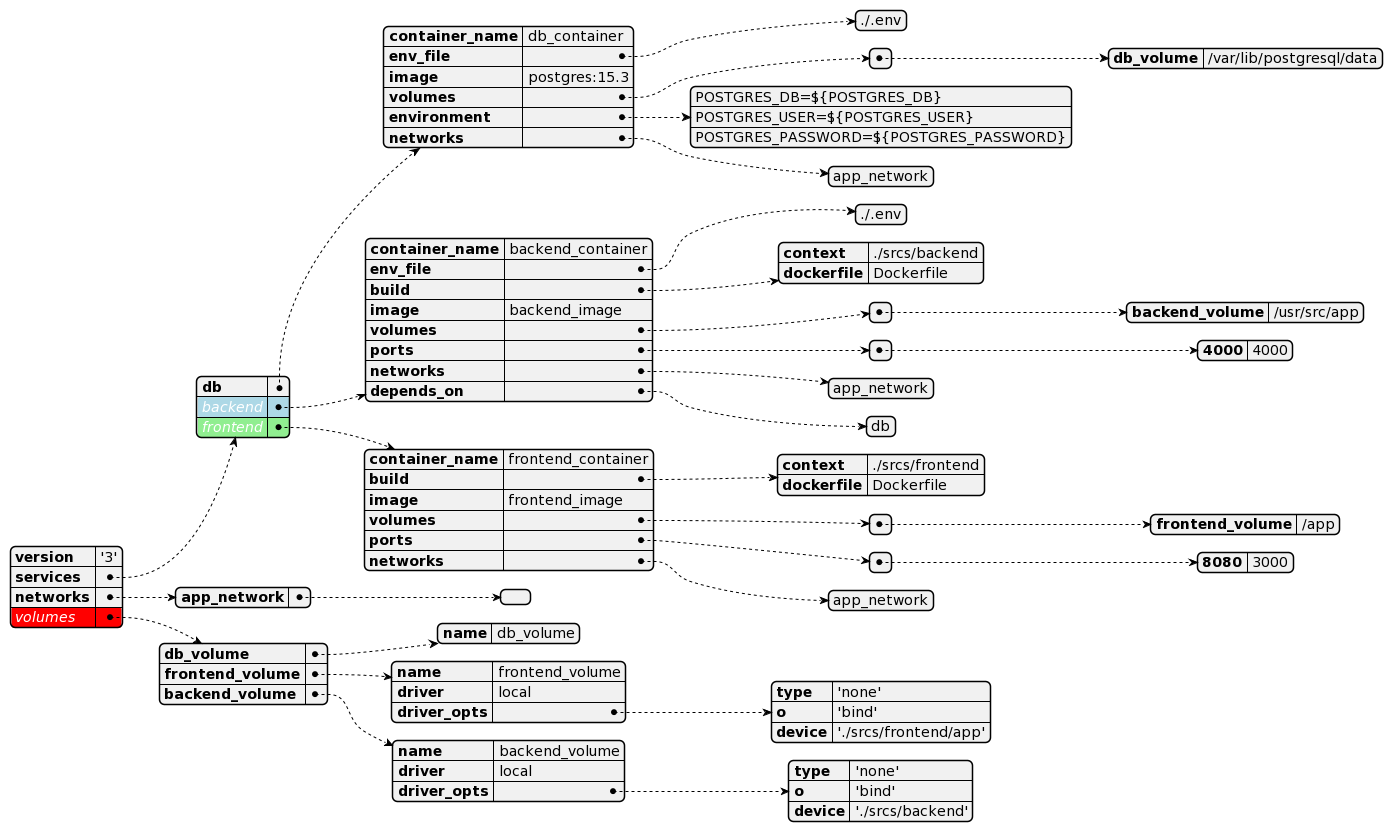 version '3'
services
networks
volumes
db
backend
frontend
container_name db_container
env_file
image postgres:15.3
volumes
environment
networks
./.env
db_volume /var/lib/postgresql/data
POSTGRES_DB=${POSTGRES_DB}
POSTGRES_USER=${POSTGRES_USER}
POSTGRES_PASSWORD=${POSTGRES_PASSWORD}
app_network
container_name backend_container
env_file
build
image backend_image
volumes
ports
networks
depends_on
./.env
context ./srcs/backend
dockerfile Dockerfile
backend_volume /usr/src/app
4000 4000
app_network
db
container_name frontend_container
build
image frontend_image
volumes
ports
networks
context ./srcs/frontend
dockerfile Dockerfile
frontend_volume /app
8080 3000
app_network
app_network
db_volume
frontend_volume
backend_volume
name db_volume
name frontend_volume
driver local
driver_opts
type 'none'
o 'bind'
device './srcs/frontend/app'
name backend_volume
driver local
driver_opts
type 'none'
o 'bind'
device './srcs/backend'